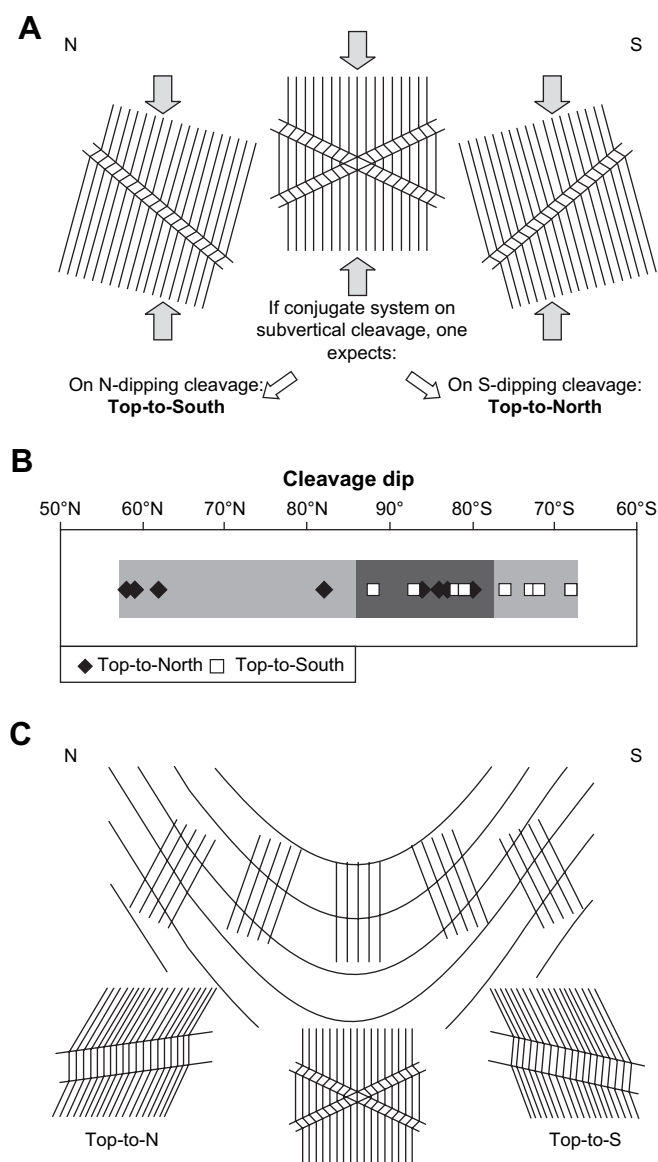 A
N
S
If conjugate system on
subvertical cleavage, one
expects:
On N-dipping cleavage:
Top-to-South
On S-dipping cleavage:
Top-to-North
B
Cleavage dip
50°N 60°N 70°N 80°N 90° 80°S 70°S 60°S
Top-to-North Top-to-South
C
N
S
Top-to-N
Top-to-S